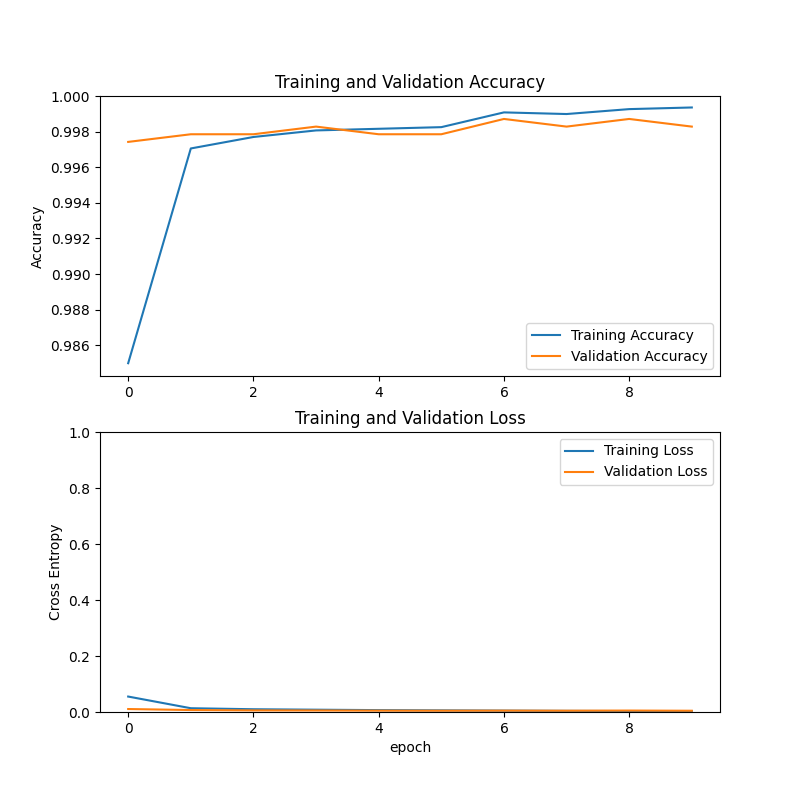 Training and Validation Accuracy
1.000
0.998
0.996
0.994
0.992
0.990
0.988
0.986
Accuracy
Training Accuracy
Validation Accuracy
0 2 4 6 8
Training and Validation Loss
1.0
0.8
0.6
0.4
0.2
0.0
Cross Entropy
Training Loss
Validation Loss
0 2 4 6 8
epoch